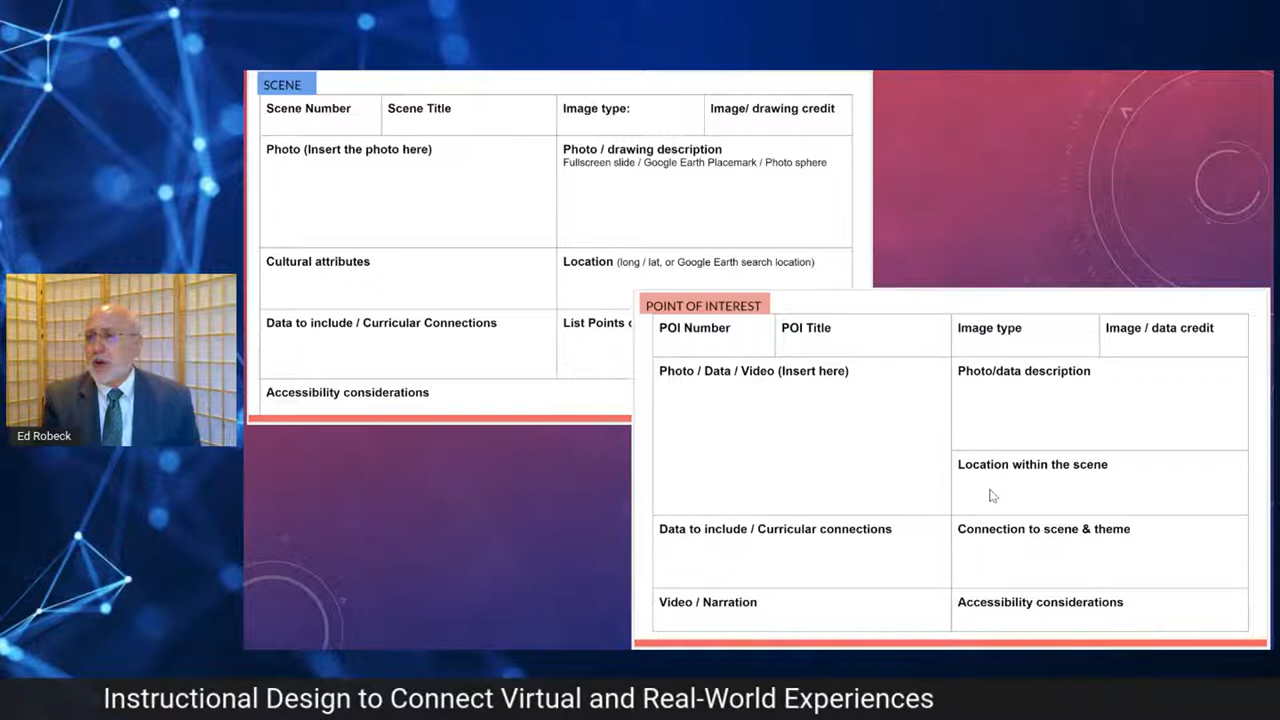 SCENE
Scene Number
Scene Title
Image type:
Image/ drawing credit
Photo (Insert the photo here)
Photo / drawing description
Fullscreen slide / Google Earth Placemark / Photo sphere
Cultural attributes
Location (long / lat, or Google Earth search location)
Data to include / Curricular Connections
List Points
Accessibility considerations
POINT OF INTEREST
POI Number
POI Title
Image type
Image / data credit
Photo / Data / Video (Insert here)
Photo/data description
Location within the scene
Data to include / Curricular connections
Connection to scene & theme
Video / Narration
Accessibility considerations
Ed Robeck
Instructional Design to Connect Virtual and Real-World Experiences